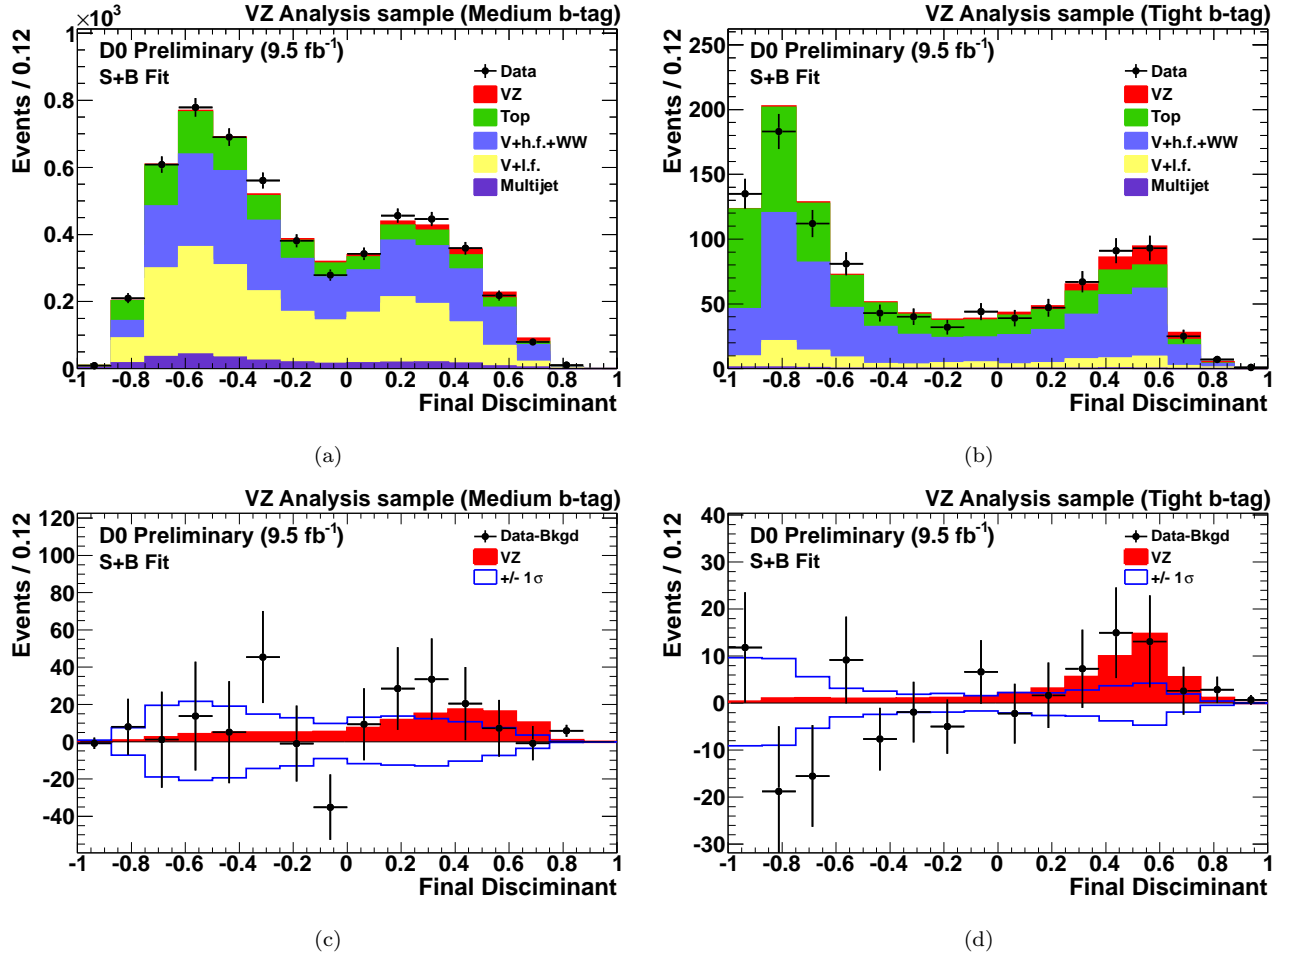 VZ Analysis sample (Medium b-tag)
×10³
Events / 0.12
D0 Preliminary (9.5 fb⁻¹)
S+B Fit
Data
VZ
Top
V+h.f.+WW
V+l.f.
Multijet
1
0.8
0.6
0.4
0.2
0
-1 -0.8 -0.6 -0.4 -0.2 0 0.2 0.4 0.6 0.8 1
Final Disciminant
(a)
VZ Analysis sample (Tight b-tag)
Events / 0.12
D0 Preliminary (9.5 fb⁻¹)
S+B Fit
Data
VZ
Top
V+h.f.+WW
V+l.f.
Multijet
250
200
150
100
50
0
-1 -0.8 -0.6 -0.4 -0.2 0 0.2 0.4 0.6 0.8 1
Final Disciminant
(b)
VZ Analysis sample (Medium b-tag)
Events / 0.12
D0 Preliminary (9.5 fb⁻¹)
S+B Fit
Data-Bkgd
VZ
+/- 1σ
120
100
80
60
40
20
0
-20
-40
-1 -0.8 -0.6 -0.4 -0.2 0 0.2 0.4 0.6 0.8 1
Final Disciminant
(c)
VZ Analysis sample (Tight b-tag)
Events / 0.12
D0 Preliminary (9.5 fb⁻¹)
S+B Fit
Data-Bkgd
VZ
+/- 1σ
40
30
20
10
0
-10
-20
-30
-1 -0.8 -0.6 -0.4 -0.2 0 0.2 0.4 0.6 0.8 1
Final Disciminant
(d)